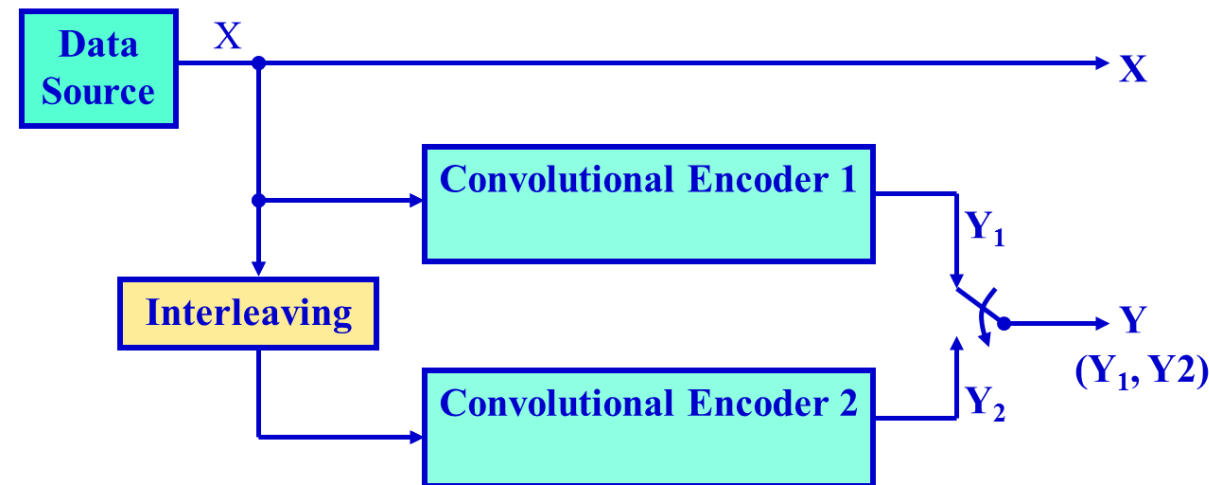 Data
Source
X
X
Convolutional Encoder 1
Y₁
Interleaving
Y
(Y₁, Y2)
Convolutional Encoder 2
Y₂